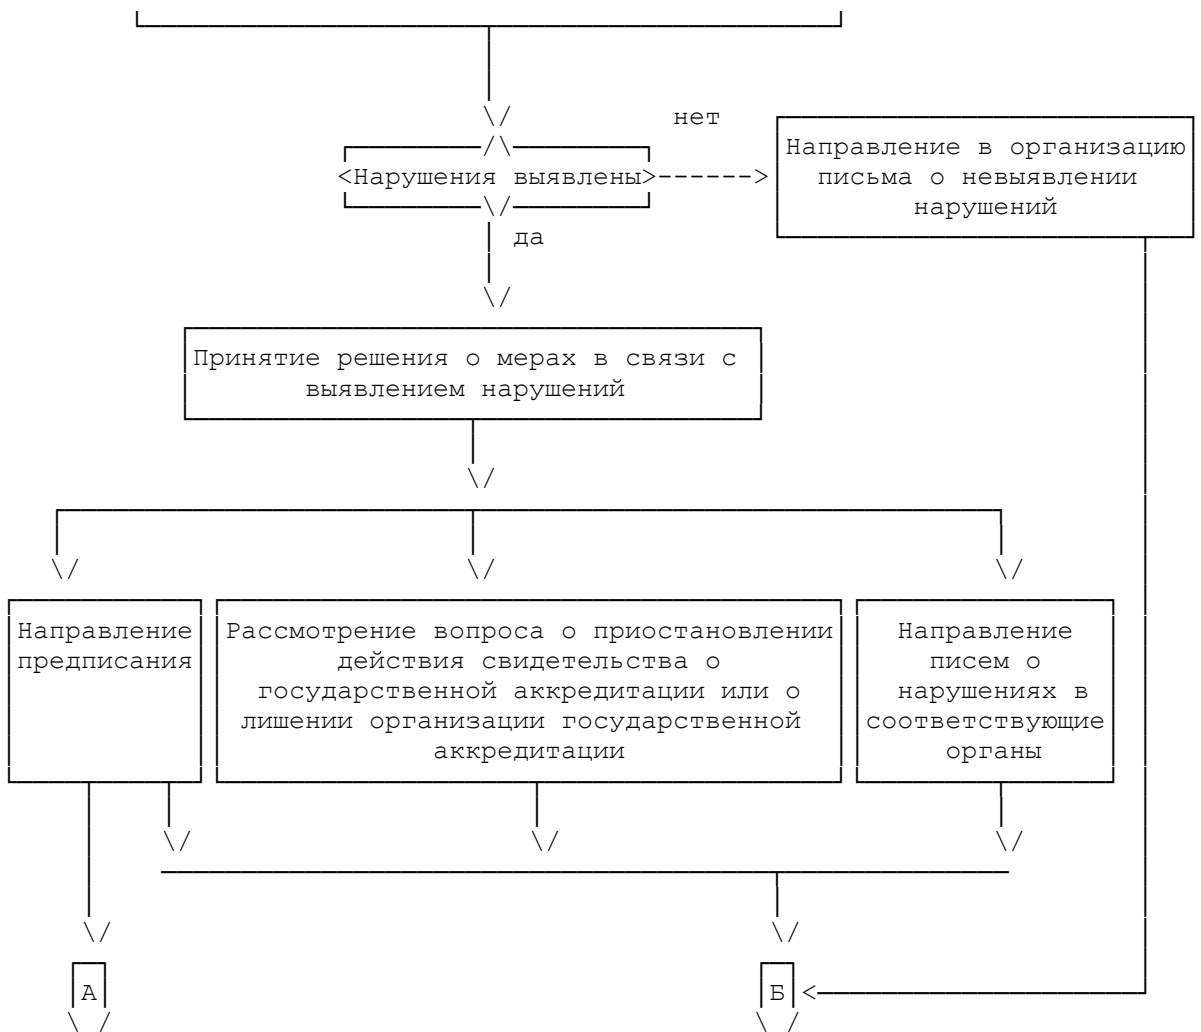 нет
Направление в организацию
письма о невыявлении
нарушений
<Нарушения выявлены>------>
да
Принятие решения о мерах в связи с
выявлением нарушений
Направление
предписания
Рассмотрение вопроса о приостановлении
действия свидетельства о
государственной аккредитации или о
лишении организации государственной
аккредитации
Направление
писем о
нарушениях в
соответствующие
органы
А
Б